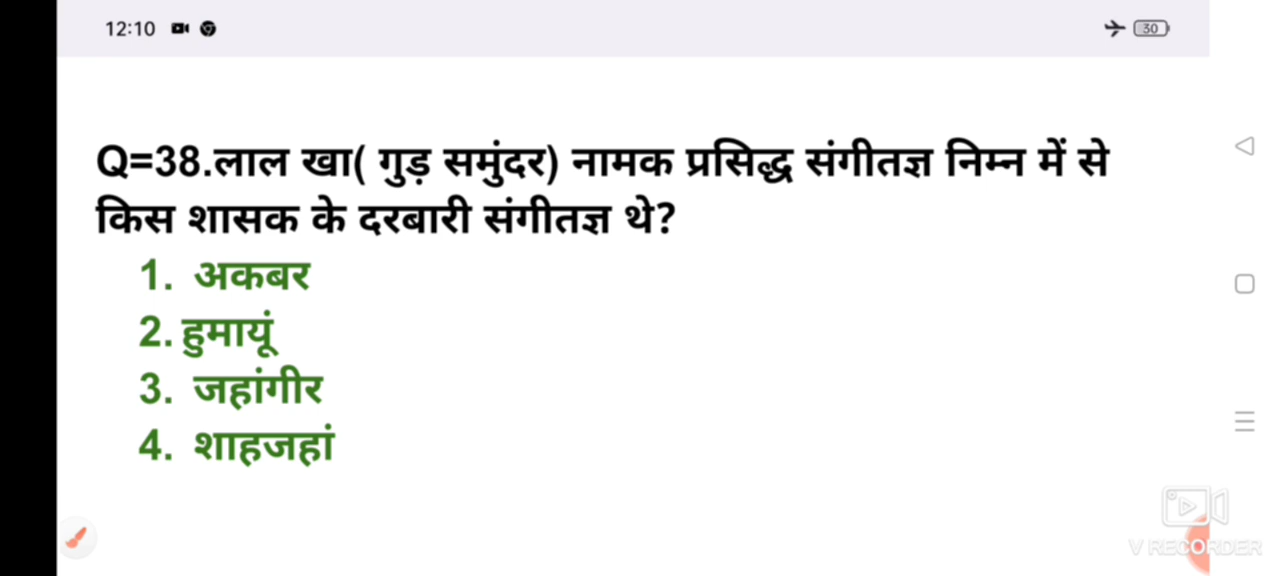 12:10
30
Q=38.लाल खा( गुड़ समुंदर) नामक प्रसिद्ध संगीतज्ञ निम्न में से
किस शासक के दरबारी संगीतज्ञ थे?
1. अकबर
2. हुमायूं
3. जहांगीर
4. शाहजहां
V RECORDER